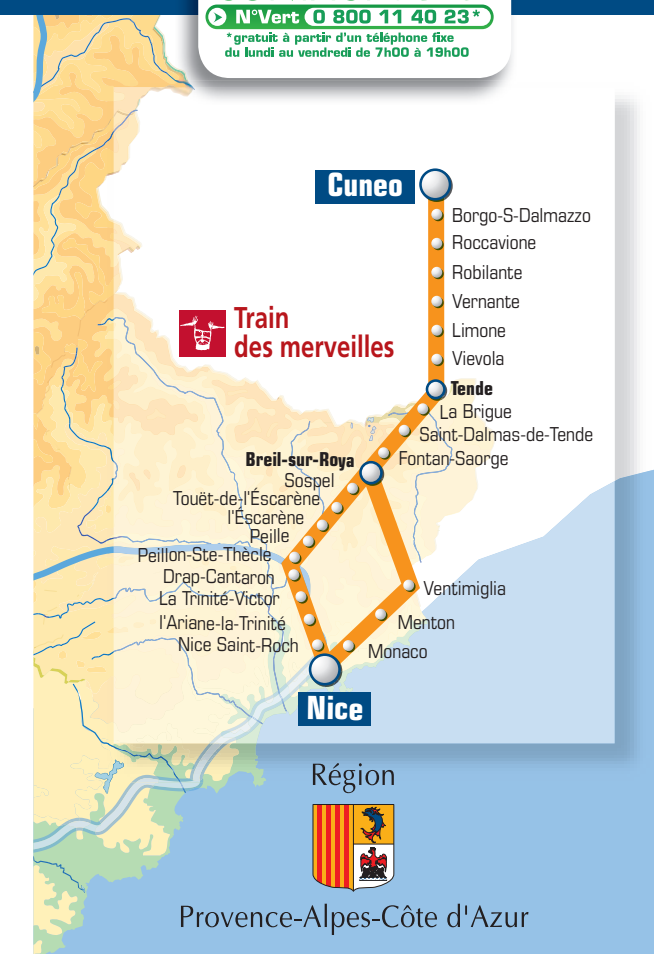 N°Vert 0 800 11 40 23*
*gratuit à partir d'un téléphone fixe
du lundi au vendredi de 7h00 à 19h00
Cuneo
Borgo-S-Dalmazzo
Roccavione
Robilante
Vernante
Limone
Vievola
Train
des merveilles
Tende
La Brigue
Saint-Dalmas-de-Tende
Fontan-Saorge
Breil-sur-Roya
Sospel
Touët-de-l'Éscarène
l'Éscarène
Peille
Peillon-Ste-Thècle
Drap-Cantaron
La Trinité-Victor
l'Ariane-la-Trinité
Nice Saint-Roch
Ventimiglia
Menton
Monaco
Nice
Région
Provence-Alpes-Côte d'Azur